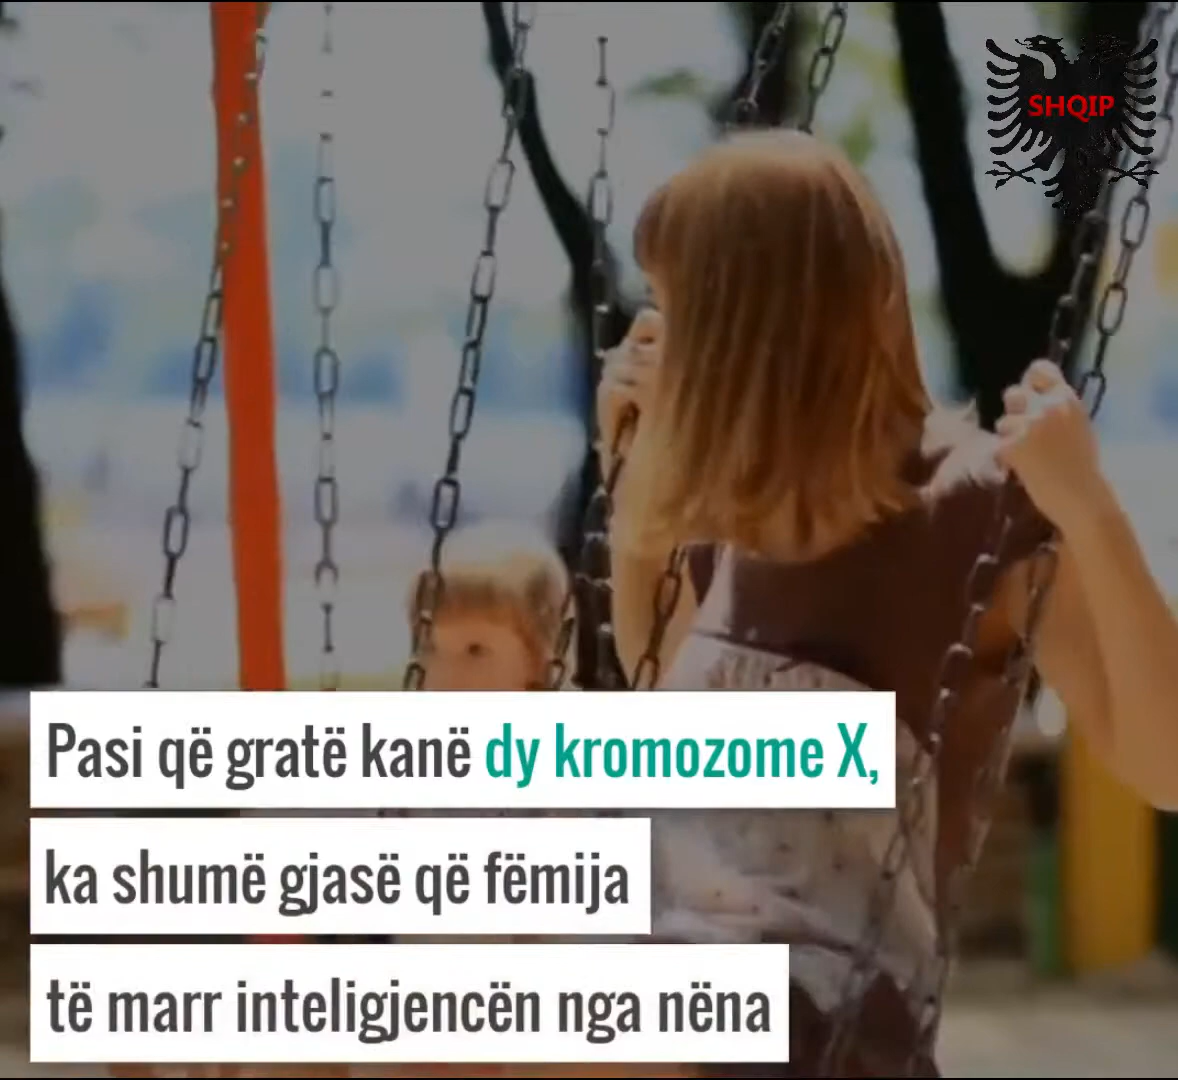 SHQIP
Pasi që gratë kanë dy kromozome X,
ka shumë gjasë që fëmija
të marr inteligjencën nga nëna